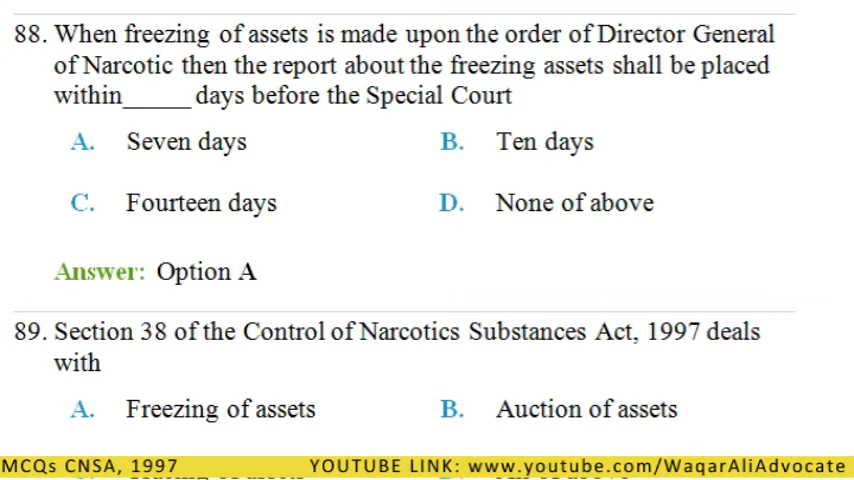 88. When freezing of assets is made upon the order of Director General
of Narcotic then the report about the freezing assets shall be placed
within_____ days before the Special Court
A. Seven days B. Ten days
C. Fourteen days D. None of above
Answer: Option A
89. Section 38 of the Control of Narcotics Substances Act, 1997 deals
with
A. Freezing of assets B. Auction of assets
MCQs CNSA, 1997 YOUTUBE LINK: www.youtube.com/WaqarAliAdvocate